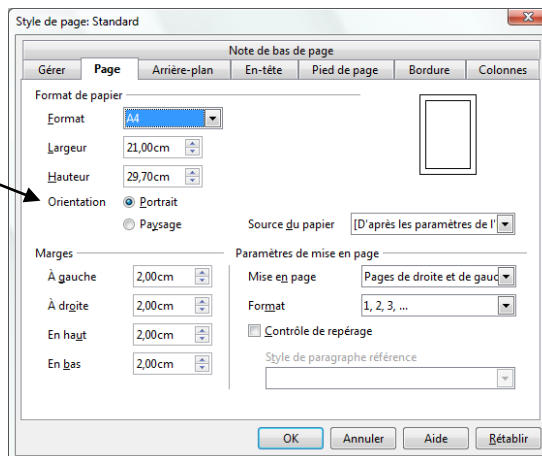 Style de page: Standard
Note de bas de page
Gérer Page Arrière-plan En-tête Pied de page Bordure Colonnes
Format de papier
Format A4
Largeur 21,00cm
Hauteur 29,70cm
Orientation Portrait
Paysage Source du papier [D'après les paramètres de l'
Marges Paramètres de mise en page
À gauche 2,00cm Mise en page Pages de droite et de gauc
À droite 2,00cm Format 1, 2, 3, ...
En haut 2,00cm Contrôle de repérage
Style de paragraphe référence
En bas 2,00cm
OK Annuler Aide Rétablir